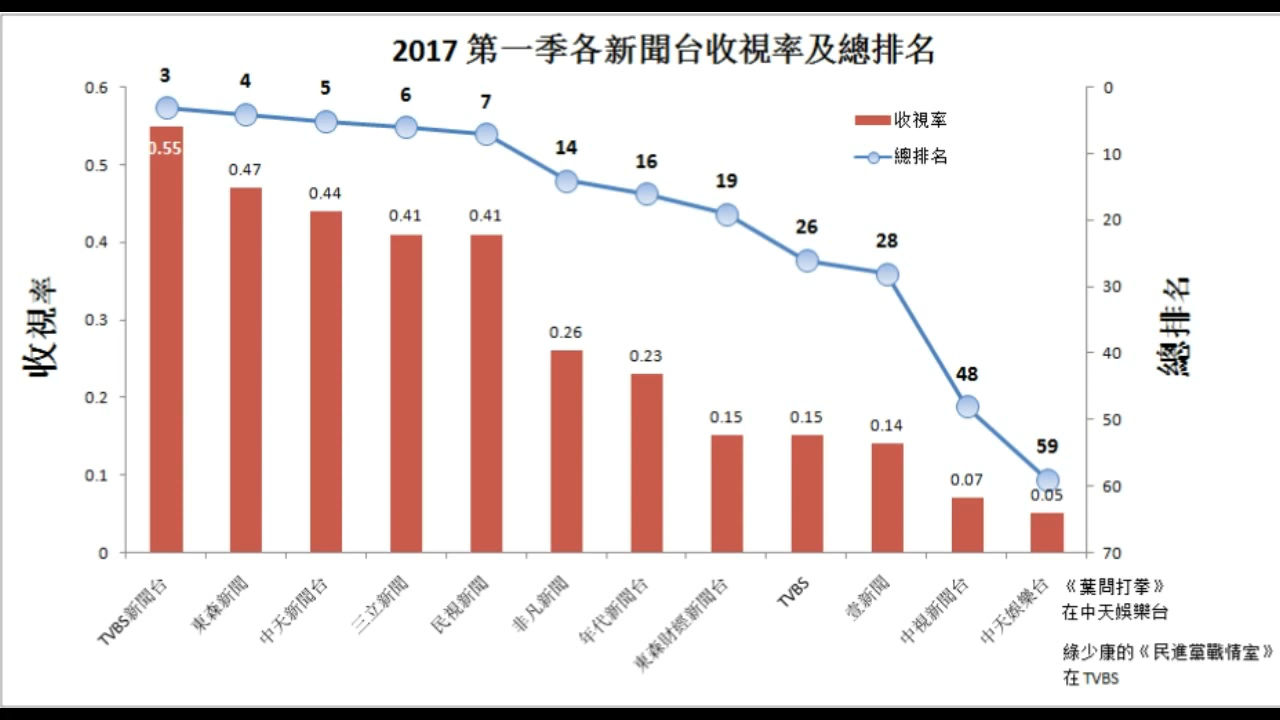 2017 第一季各新聞台收視率及總排名
3 4 5 6 7 14 16 19 26 28 48 59
收視率
總排名
0.6
0.5
0.4
0.3
0.2
0.1
0
收視率
0.55 0.47 0.44 0.41 0.41 0.26 0.23 0.15 0.15 0.14 0.07 0.05
0
10
20
30
40
50
60
70
總排名
TVBS新聞台
東森新聞
中天新聞台
三立新聞
民視新聞
非凡新聞
年代新聞台
東森財經新聞台
TVBS
壹新聞
中視新聞台
中天娛樂台
《葉問打拳》
在中天娛樂台
綠少康的《民進黨戰情室》
在TVBS